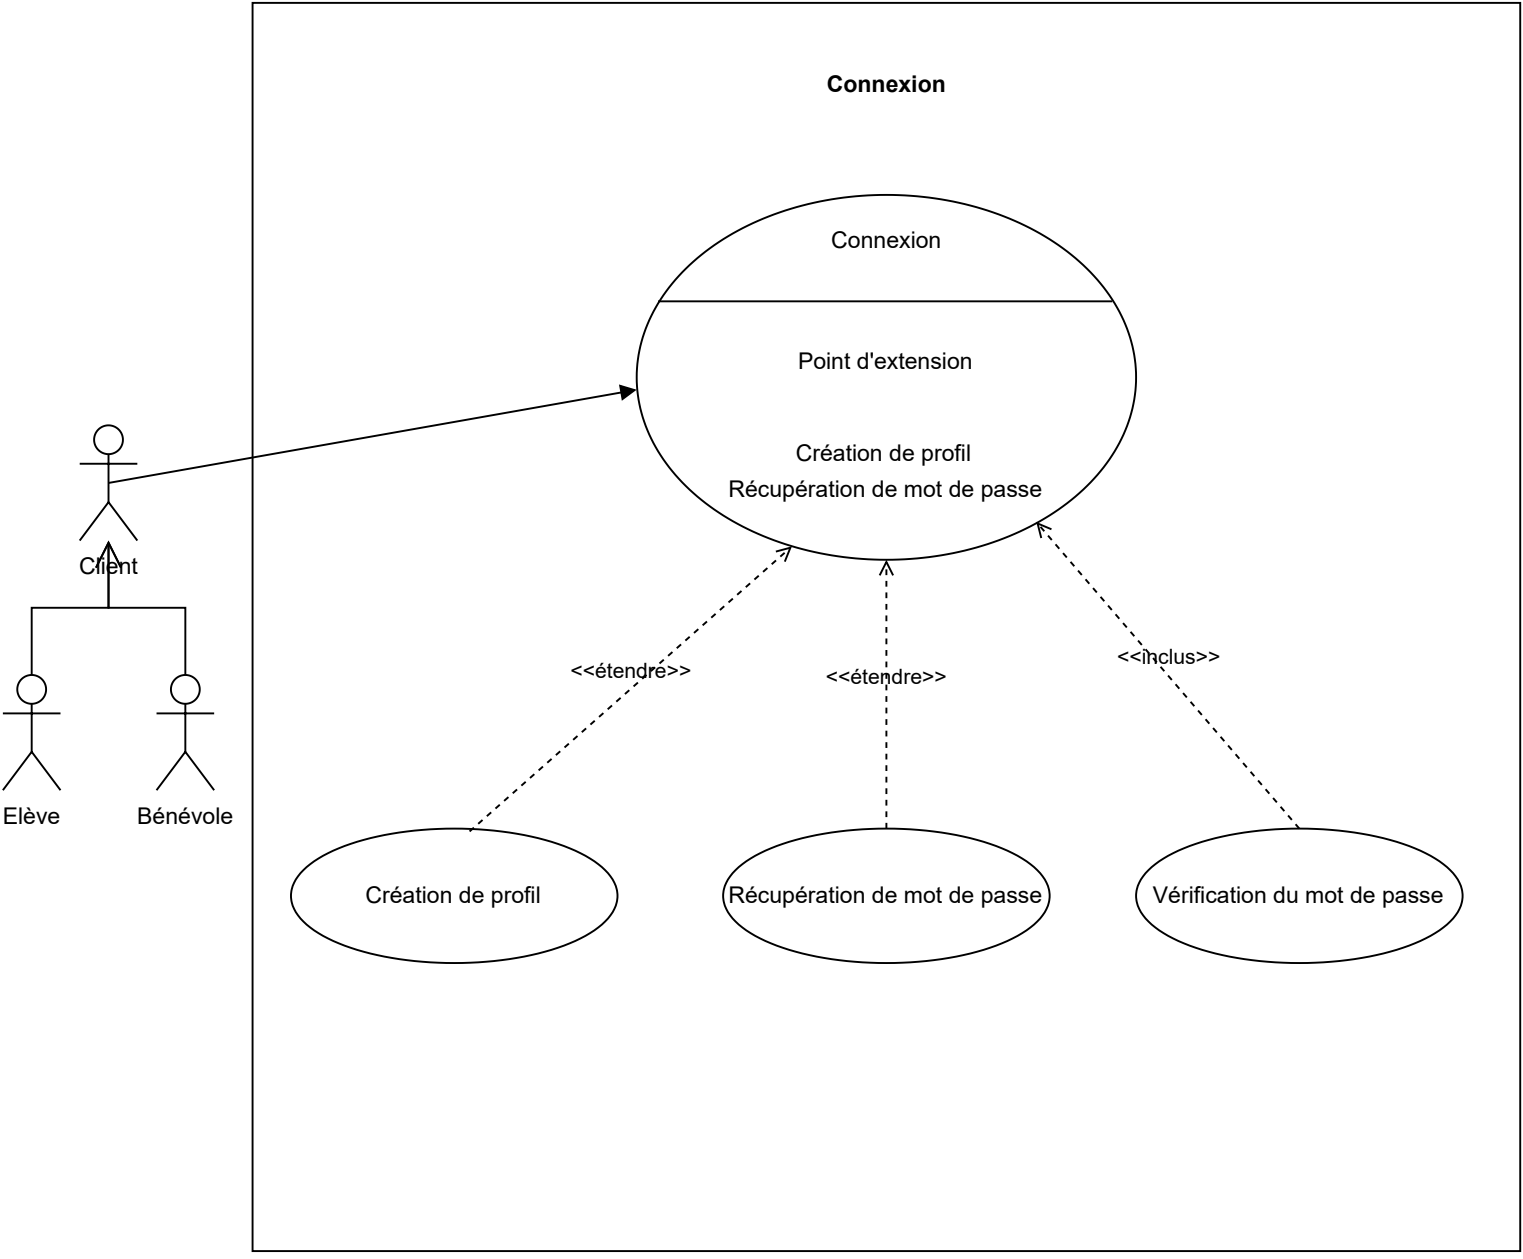 Connexion
Connexion
Point d'extension
Création de profil
Récupération de mot de passe
Client
<<étendre>>
<<étendre>>
<<inclus>>
Elève
Bénévole
Création de profil
Récupération de mot de passe
Vérification du mot de passe